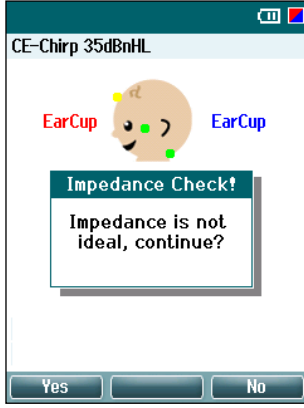 CE-Chirp 35dBnHL
EarCup EarCup
Impedance Check!
Impedance is not
ideal, continue?
Yes No